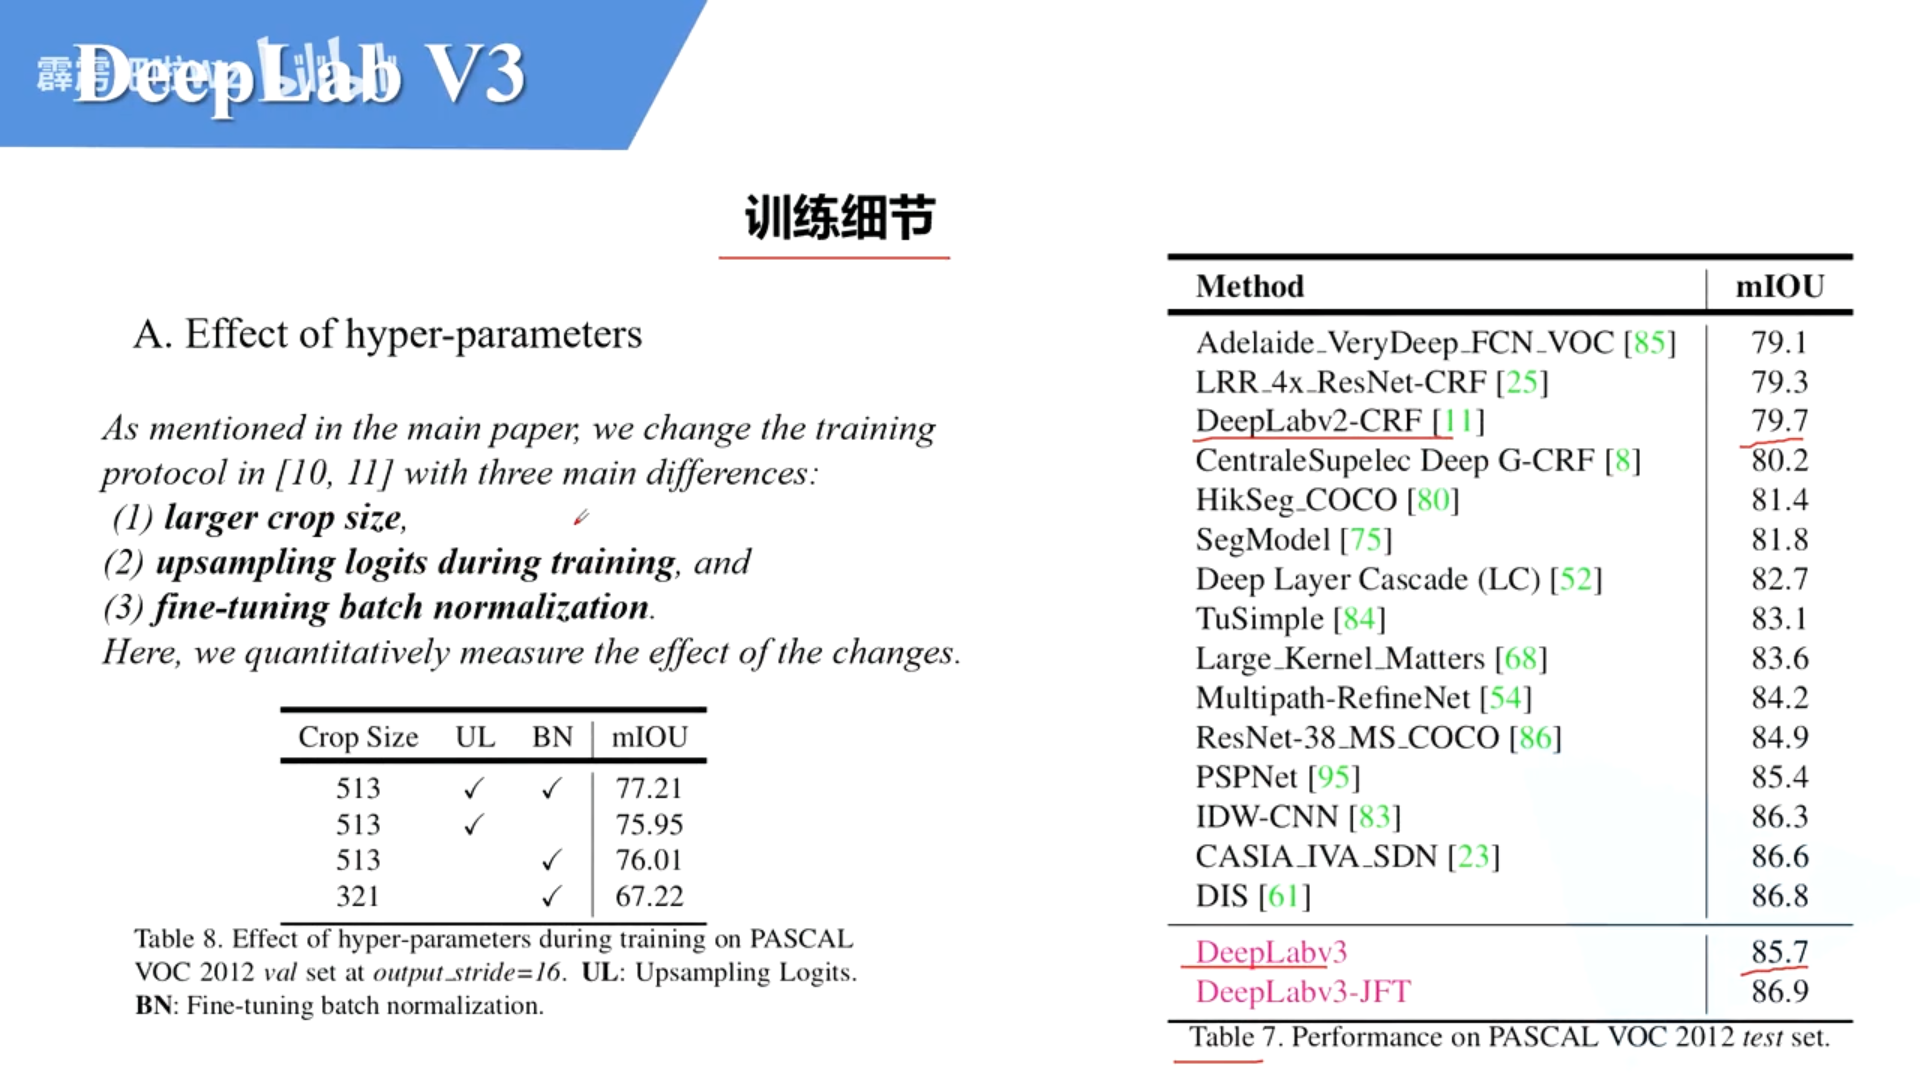 DeepLab V3
bilibili
训练细节
A. Effect of hyper-parameters
As mentioned in the main paper, we change the training
protocol in [10, 11] with three main differences:
(1) larger crop size,
(2) upsampling logits during training, and
(3) fine-tuning batch normalization.
Here, we quantitatively measure the effect of the changes.
Crop Size UL BN mIOU
513 ✓ ✓ 77.21
513 ✓ 75.95
513 ✓ 76.01
321 ✓ 67.22
Table 8. Effect of hyper-parameters during training on PASCAL
VOC 2012 val set at output_stride=16. UL: Upsampling Logits.
BN: Fine-tuning batch normalization.
Method mIOU
Adelaide_VeryDeep_FCN_VOC [85] 79.1
LRR_4x_ResNet-CRF [25] 79.3
DeepLabv2-CRF [11] 79.7
CentraleSupelec Deep G-CRF [8] 80.2
HikSeg_COCO [80] 81.4
SegModel [75] 81.8
Deep Layer Cascade (LC) [52] 82.7
TuSimple [84] 83.1
Large_Kernel_Matters [68] 83.6
Multipath-RefineNet [54] 84.2
ResNet-38_MS_COCO [86] 84.9
PSPNet [95] 85.4
IDW-CNN [83] 86.3
CASIA_IVA_SDN [23] 86.6
DIS [61] 86.8
DeepLabv3 85.7
DeepLabv3-JFT 86.9
Table 7. Performance on PASCAL VOC 2012 test set.